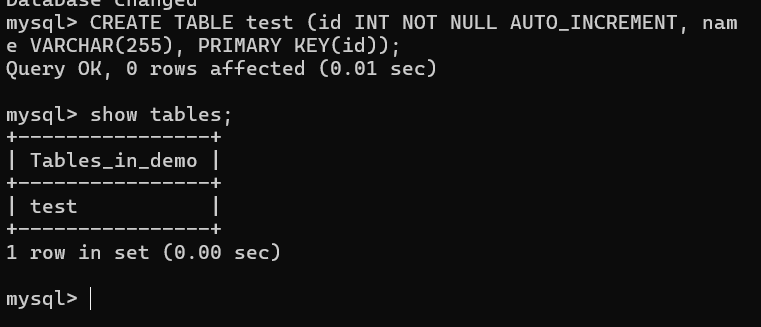 Database changed
mysql> CREATE TABLE test (id INT NOT NULL AUTO_INCREMENT, nam
e VARCHAR(255), PRIMARY KEY(id));
Query OK, 0 rows affected (0.01 sec)

mysql> show tables;
+----------------+
| Tables_in_demo |
+----------------+
| test           |
+----------------+
1 row in set (0.00 sec)

mysql>